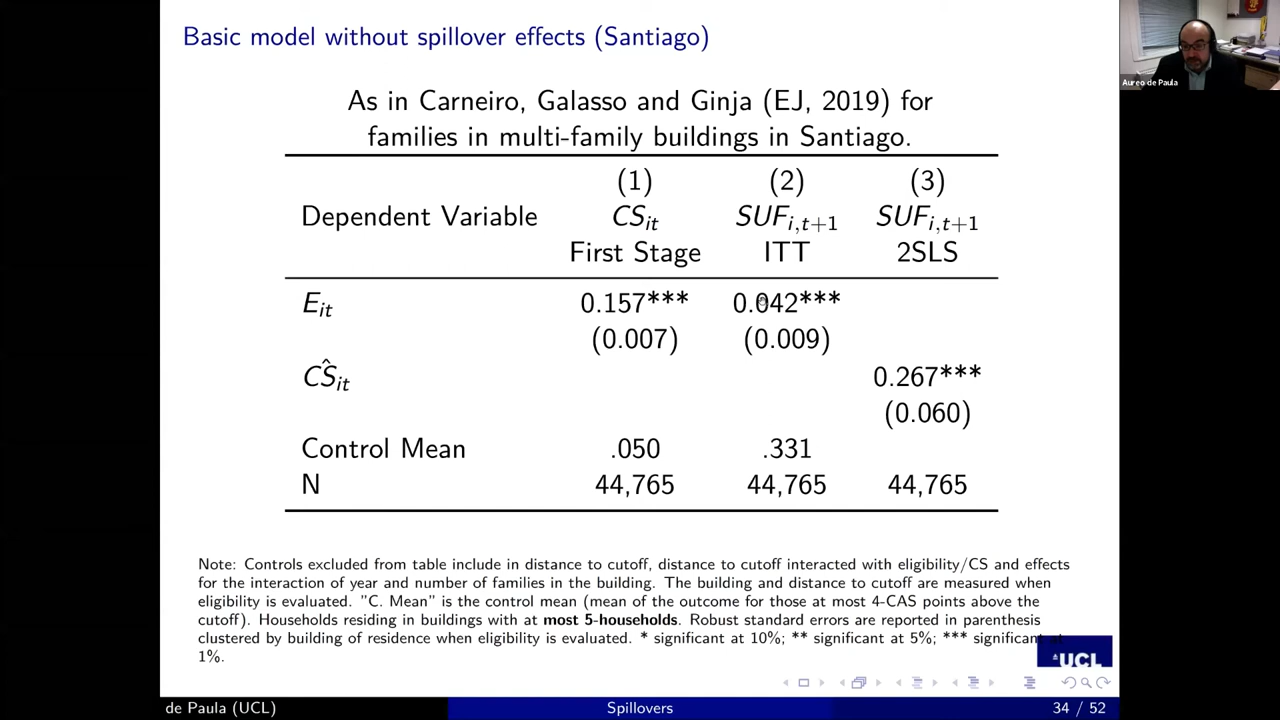 Basic model without spillover effects (Santiago)
Aureo de Paula
As in Carneiro, Galasso and Ginja (EJ, 2019) for
families in multi-family buildings in Santiago.
(1) (2) (3)
Dependent Variable CS_it SUF_i,t+1 SUF_i,t+1
First Stage ITT 2SLS
E_it 0.157*** 0.042***
(0.007) (0.009)
ĈS_it 0.267***
(0.060)
Control Mean .050 .331
N 44,765 44,765 44,765
Note: Controls excluded from table include in distance to cutoff, distance to cutoff interacted with eligibility/CS and effects
for the interaction of year and number of families in the building. The building and distance to cutoff are measured when
eligibility is evaluated. "C. Mean" is the control mean (mean of the outcome for those at most 4-CAS points above the
cutoff). Households residing in buildings with at most 5-households. Robust standard errors are reported in parenthesis
clustered by building of residence when eligibility is evaluated. * significant at 10%; ** significant at 5%; *** significant at
1%.
UCL
de Paula (UCL) Spillovers 34 / 52